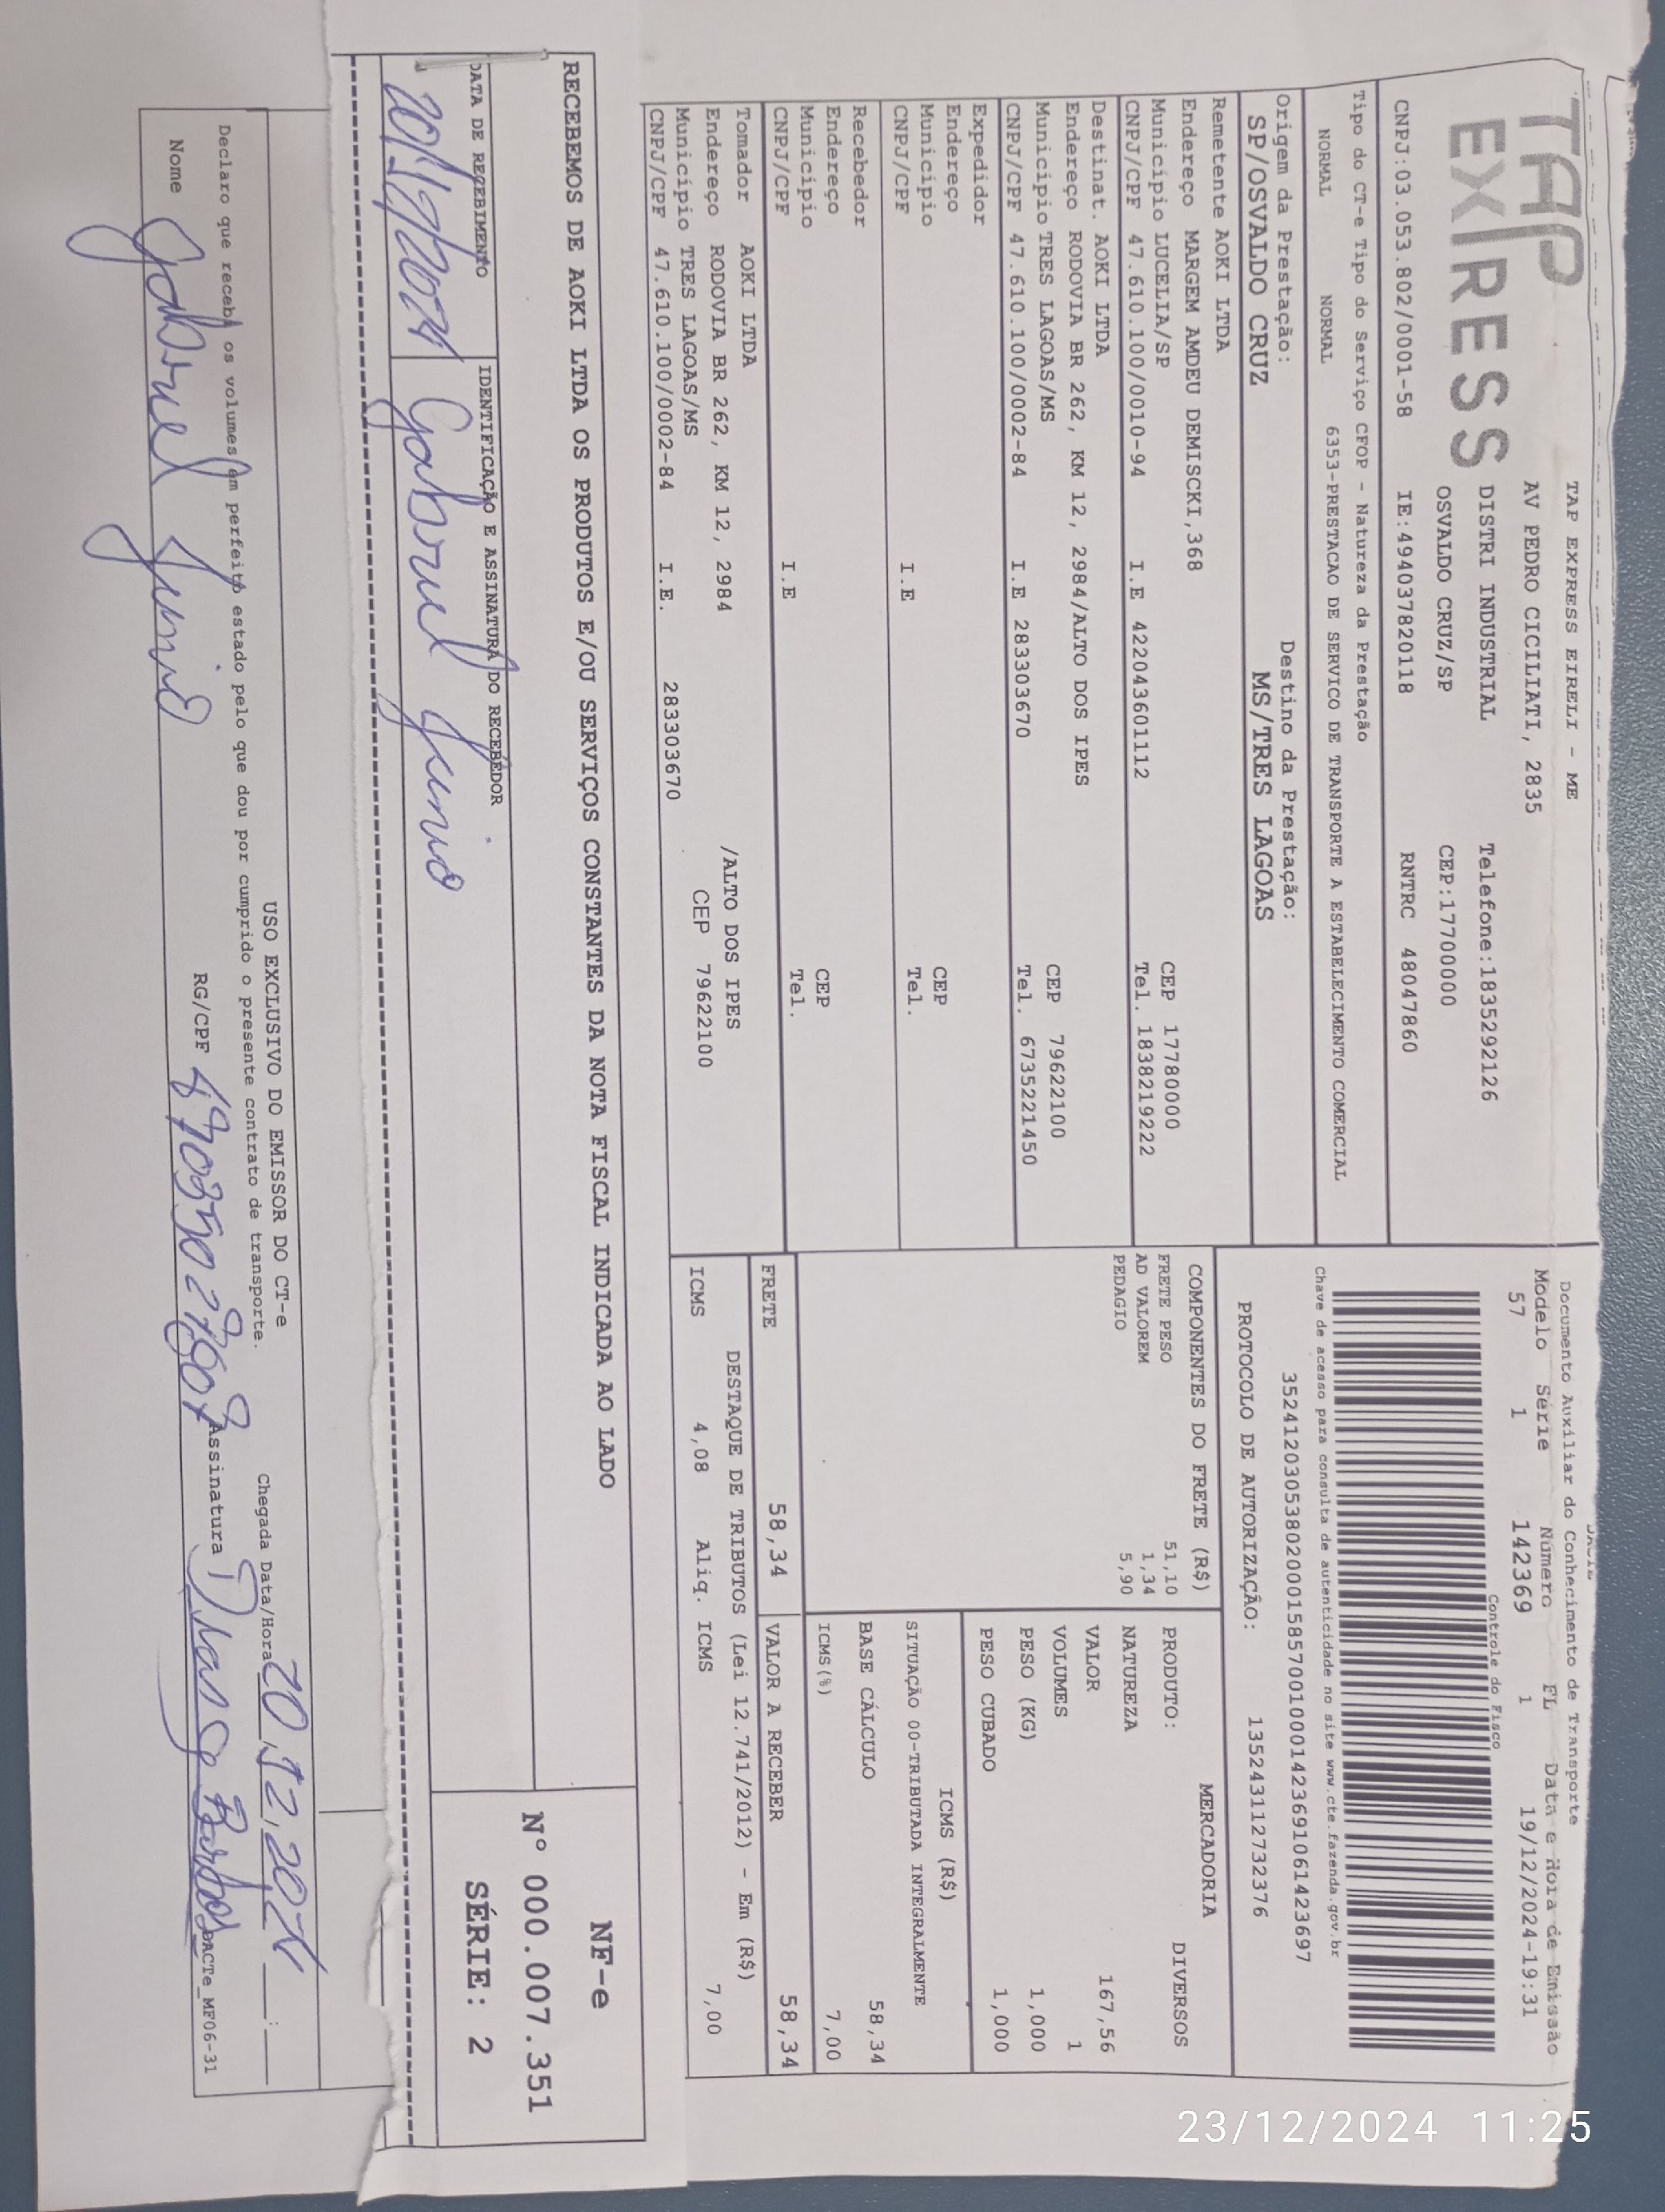 TAP
EXPRESS
TAP EXPRESS EIRELI - ME
AV PEDRO CICILIATI, 2835
DISTRI INDUSTRIAL Telefone:1835292126
OSVALDO CRUZ/SP CEP:17700000
CNPJ:03.053.802/0001-58 IE:494037820118 RNTRC 48047860
Documento Auxiliar do Conhecimento de Transporte
Modelo Série Número FL Data e Hora de Emissão
57 1 142369 1 19/12/2024-19:31
Controle do Fisco
Chave de acesso para consulta de autenticidade no site www.cte.fazenda.gov.br
35241203053802000158570010001423691061423697
PROTOCOLO DE AUTORIZAÇÃO: 135243112732376
Tipo do CT-e Tipo do Serviço CFOP - Natureza da Prestação
NORMAL NORMAL 6353-PRESTACAO DE SERVICO DE TRANSPORTE A ESTABELECIMENTO COMERCIAL
Origem da Prestação: Destino da Prestação:
SP/OSVALDO CRUZ MS/TRES LAGOAS
Remetente AOKI LTDA
Endereço MARGEM AMDEU DEMISCKI,368
Município LUCELIA/SP CEP 17780000
CNPJ/CPF 47.610.100/0010-94 I.E 422043601112 Tel. 1838219222
Destinat. AOKI LTDA
Endereço RODOVIA BR 262, KM 12, 2984/ALTO DOS IPES
Municipio TRES LAGOAS/MS CEP 79622100
CNPJ/CPF 47.610.100/0002-84 I.E 283303670 Tel. 6735221450
Expedidor
Endereço
Municipio CEP
CNPJ/CPF I.E Tel.
Recebedor
Endereço
Municipio CEP
CNPJ/CPF I.E Tel.
Tomador AOKI LTDA
Endereço RODOVIA BR 262, KM 12, 2984 /ALTO DOS IPES
Municipio TRES LAGOAS/MS CEP 79622100
CNPJ/CPF 47.610.100/0002-84 I.E. 283303670
COMPONENTES DO FRETE (R$)
FRETE PESO 51,10
AD VALOREM 1,34
PEDAGIO 5,90
MERCADORIA
PRODUTO: DIVERSOS
NATUREZA
VALOR 167,56
VOLUMES 1
PESO (KG) 1,000
PESO CUBADO 1,000
ICMS (R$)
SITUAÇÃO 00-TRIBUTADA INTEGRALMENTE
BASE CÁLCULO 58,34
ICMS(%) 7,00
FRETE 58,34 VALOR A RECEBER 58,34
DESTAQUE DE TRIBUTOS (Lei 12.741/2012) - Em (R$)
ICMS 4,08 Aliq. ICMS 7,00
RECEBEMOS DE AOKI LTDA OS PRODUTOS E/OU SERVIÇOS CONSTANTES DA NOTA FISCAL INDICADA AO LADO
DATA DE RECEBIMENTO IDENTIFICAÇÃO E ASSINATURA DO RECEBEDOR
Gabriel Junio
NF-e
N° 000.007.351
SÉRIE: 2
USO EXCLUSIVO DO EMISSOR DO CT-e
Declaro que recebi os volumes em perfeito estado pelo que dou por cumprido o presente contrato de transporte.
Chegada Data/Hora 20 12 2024
Nome Gabriel Junio RG/CPF Assinatura
DACTe_MF06-31
23/12/2024 11:25